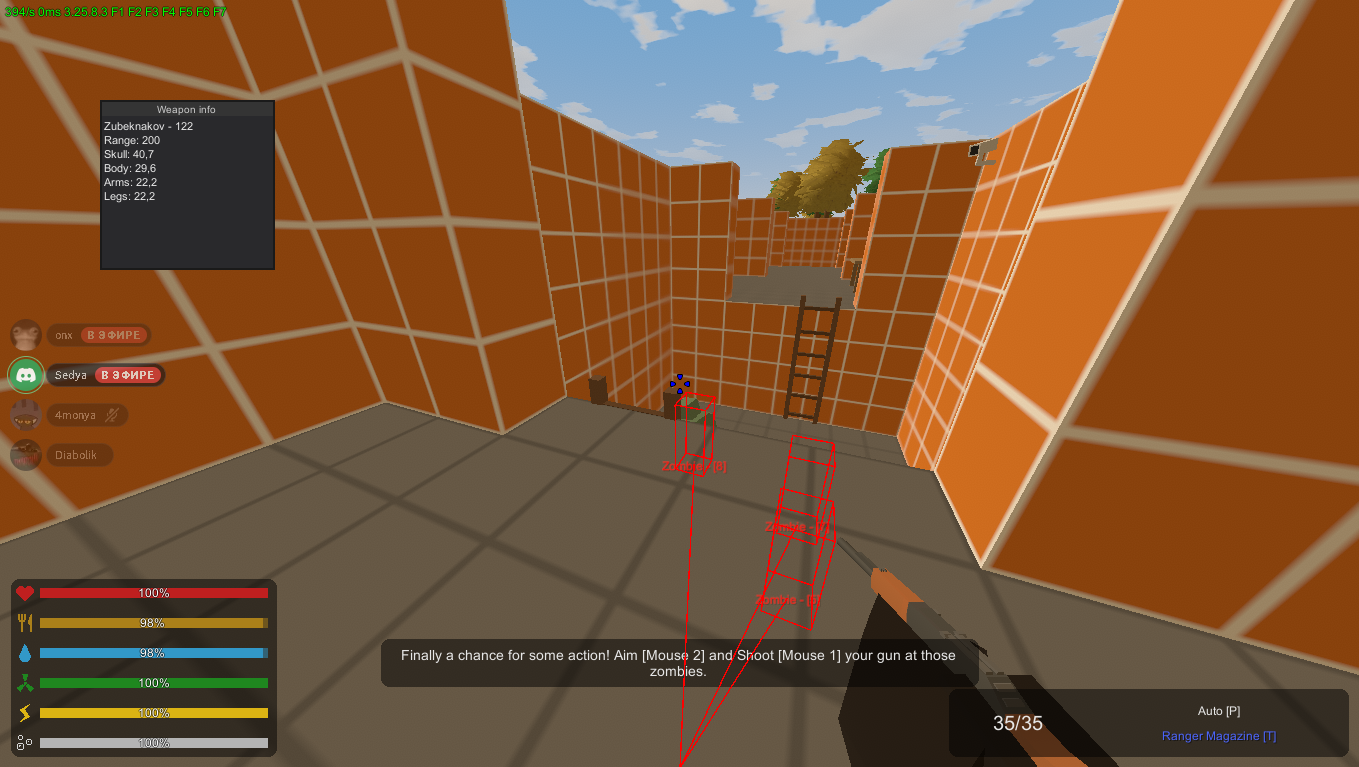 394/s 0ms 3.25.8.3 F1 F2 F3 F4 F5 F6 F7
Weapon info
Zubeknakov - 122
Range: 200
Skull: 40,7
Body: 29,6
Arms: 22,2
Legs: 22,2
onx В ЭФИРЕ
Sedya В ЭФИРЕ
4monya
Diabolik
Zombie - [8]
Zombie -
Zombie -
100%
98%
98%
100%
100%
100%
Finally a chance for some action! Aim [Mouse 2] and Shoot [Mouse 1] your gun at those
zombies.
35/35
Auto [P]
Ranger Magazine [T]